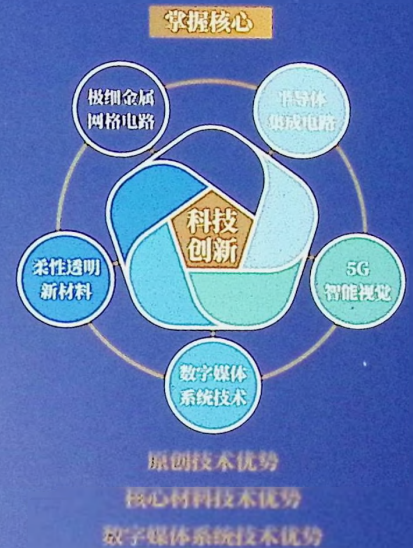 掌握核心
极细金属
网格电路
半导体
集成电路
科技
创新
柔性透明
新材料
5G
智能视觉
数字媒体
系统技术
原创技术优势
核心材料技术优势
数字媒体系统技术优势